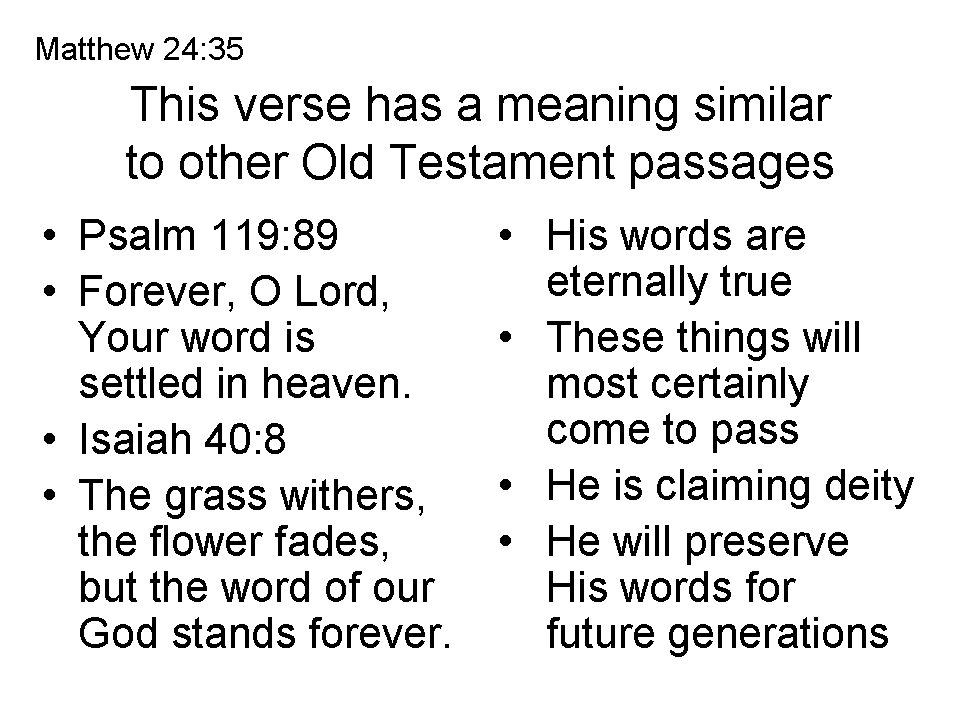 Matthew 24:35
This verse has a meaning similar
to other Old Testament passages
• Psalm 119:89
• Forever, O Lord,
Your word is
settled in heaven.
• Isaiah 40:8
• The grass withers,
the flower fades,
but the word of our
God stands forever.
• His words are
eternally true
• These things will
most certainly
come to pass
• He is claiming deity
• He will preserve
His words for
future generations